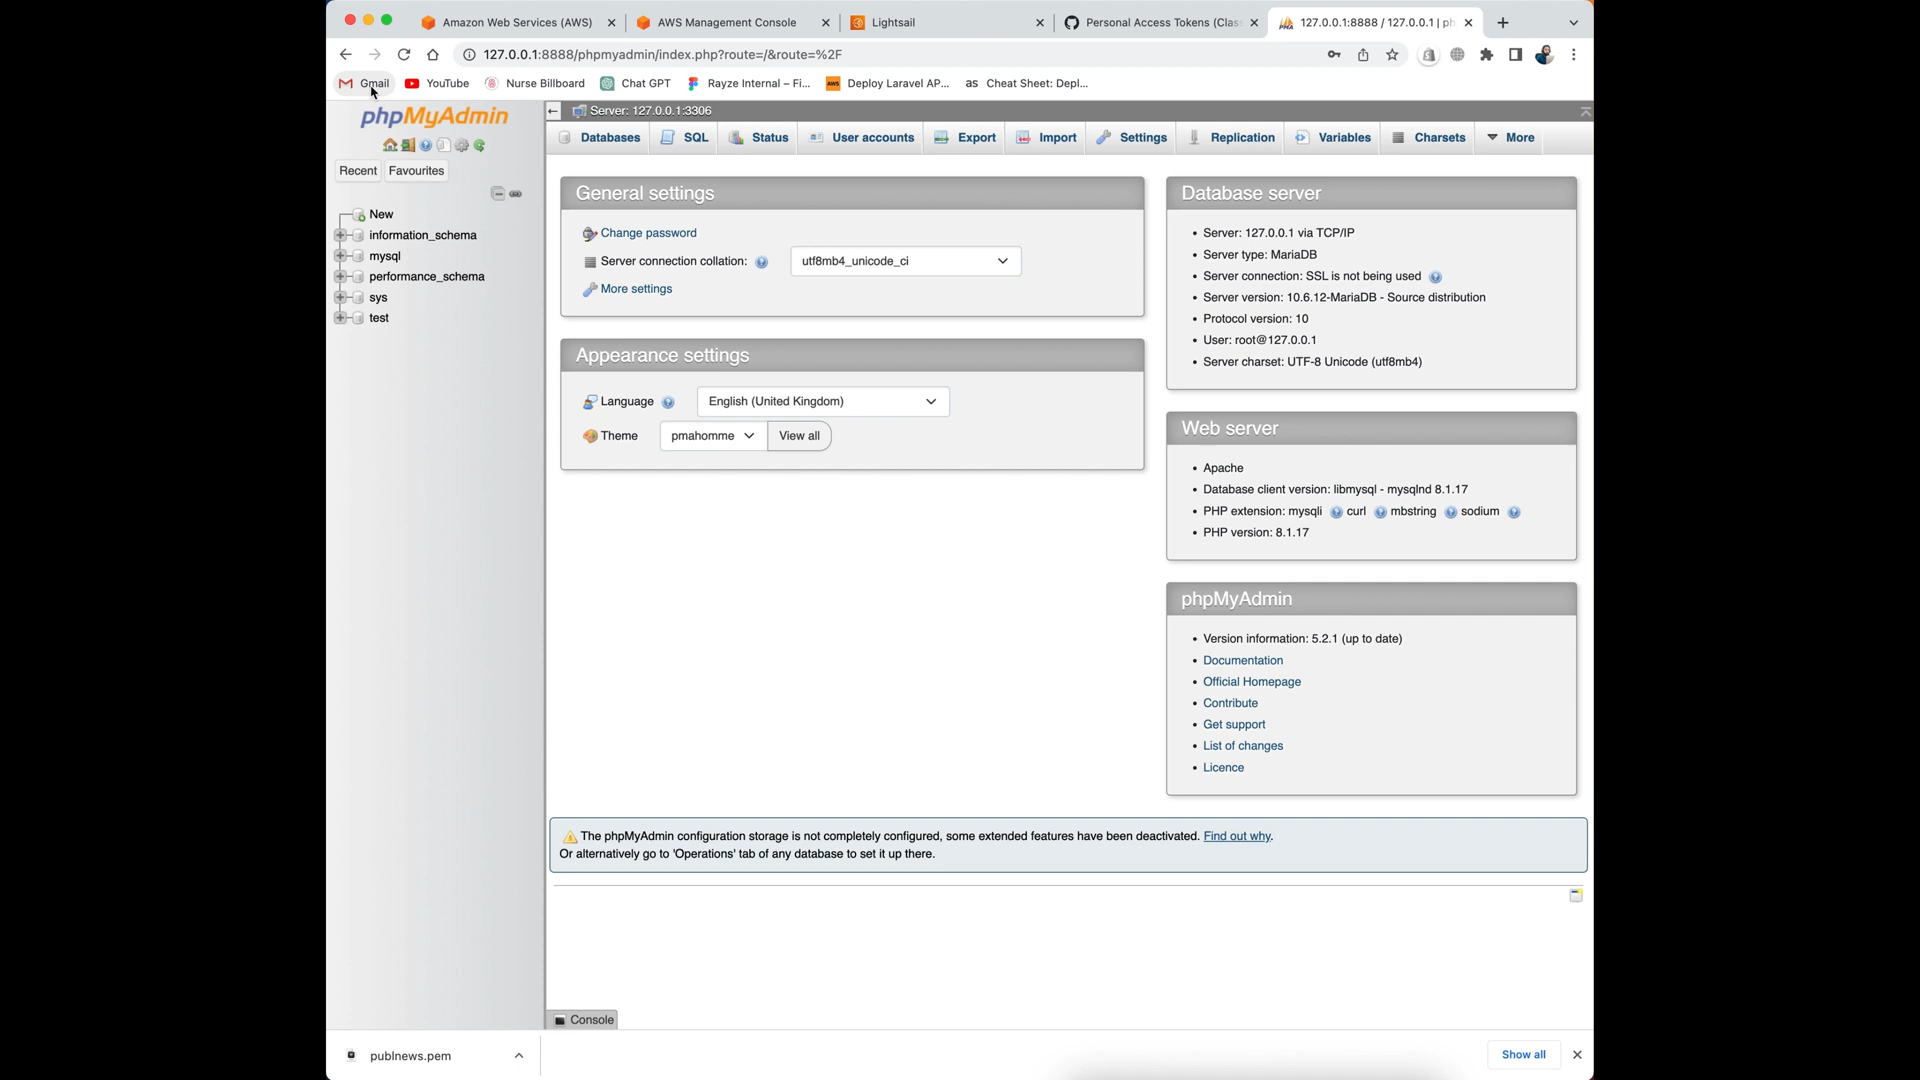 Amazon Web Services (AWS)
AWS Management Console
Lightsail
Personal Access Tokens (Clas
127.0.0.1:8888 / 127.0.0.1 | ph
127.0.0.1:8888/phpmyadmin/index.php?route=/&route=%2F
Gmail
YouTube
Nurse Billboard
Chat GPT
Rayze Internal – Fi...
Deploy Laravel AP...
as Cheat Sheet: Depl...
phpMyAdmin
Recent
Favourites
New
information_schema
mysql
performance_schema
sys
test
Server: 127.0.0.1:3306
Databases
SQL
Status
User accounts
Export
Import
Settings
Replication
Variables
Charsets
More
General settings
Change password
Server connection collation:
utf8mb4_unicode_ci
More settings
Appearance settings
Language
English (United Kingdom)
Theme
pmahomme
View all
Database server
• Server: 127.0.0.1 via TCP/IP
• Server type: MariaDB
• Server connection: SSL is not being used
• Server version: 10.6.12-MariaDB - Source distribution
• Protocol version: 10
• User: root@127.0.0.1
• Server charset: UTF-8 Unicode (utf8mb4)
Web server
• Apache
• Database client version: libmysql - mysqlnd 8.1.17
• PHP extension: mysqli curl mbstring sodium
• PHP version: 8.1.17
phpMyAdmin
• Version information: 5.2.1 (up to date)
• Documentation
• Official Homepage
• Contribute
• Get support
• List of changes
• Licence
The phpMyAdmin configuration storage is not completely configured, some extended features have been deactivated. Find out why.
Or alternatively go to 'Operations' tab of any database to set it up there.
Console
publnews.pem
Show all